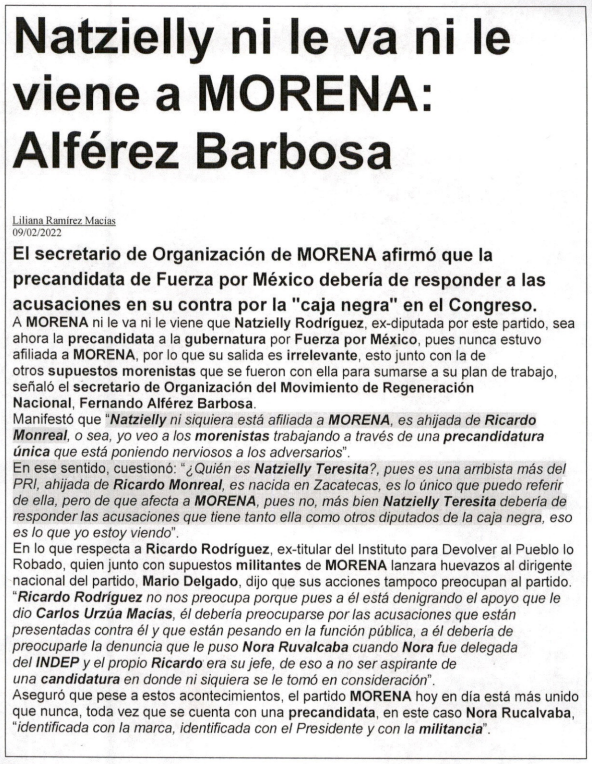 Natzielly ni le va ni le
viene a MORENA:
Alférez Barbosa
Liliana Ramírez Macías
09/02/2022
El secretario de Organización de MORENA afirmó que la
precandidata de Fuerza por México debería de responder a las
acusaciones en su contra por la "caja negra" en el Congreso.
A MORENA ni le va ni le viene que Natzielly Rodríguez, ex-diputada por este partido, sea
ahora la precandidata a la gubernatura por Fuerza por México, pues nunca estuvo
afiliada a MORENA, por lo que su salida es irrelevante, esto junto con la de
otros supuestos morenistas que se fueron con ella para sumarse a su plan de trabajo,
señaló el secretario de Organización del Movimiento de Regeneración
Nacional, Fernando Alférez Barbosa.
Manifestó que “Natzielly ni siquiera está afiliada a MORENA, es ahijada de Ricardo
Monreal, o sea, yo veo a los morenistas trabajando a través de una precandidatura
única que está poniendo nerviosos a los adversarios”.
En ese sentido, cuestionó: “¿Quién es Natzielly Teresita?, pues es una arribista más del
PRI, ahijada de Ricardo Monreal, es nacida en Zacatecas, es lo único que puedo referir
de ella, pero de que afecta a MORENA, pues no, más bien Natzielly Teresita debería de
responder las acusaciones que tiene tanto ella como otros diputados de la caja negra, eso
es lo que yo estoy viendo”.
En lo que respecta a Ricardo Rodríguez, ex-titular del Instituto para Devolver al Pueblo lo
Robado, quien junto con supuestos militantes de MORENA lanzara huevazos al dirigente
nacional del partido, Mario Delgado, dijo que sus acciones tampoco preocupan al partido.
“Ricardo Rodríguez no nos preocupa porque pues a él está denigrando el apoyo que le
dio Carlos Urzúa Macías, él debería preocuparse por las acusaciones que están
presentadas contra él y que están pesando en la función pública, a él debería de
preocuparle la denuncia que le puso Nora Ruvalcaba cuando Nora fue delegada
del INDEP y el propio Ricardo era su jefe, de eso a no ser aspirante de
una candidatura en donde ni siquiera se le tomó en consideración”.
Aseguró que pese a estos acontecimientos, el partido MORENA hoy en día está más unido
que nunca, toda vez que se cuenta con una precandidata, en este caso Nora Rucalvaba,
“identificada con la marca, identificada con el Presidente y con la militancia”.